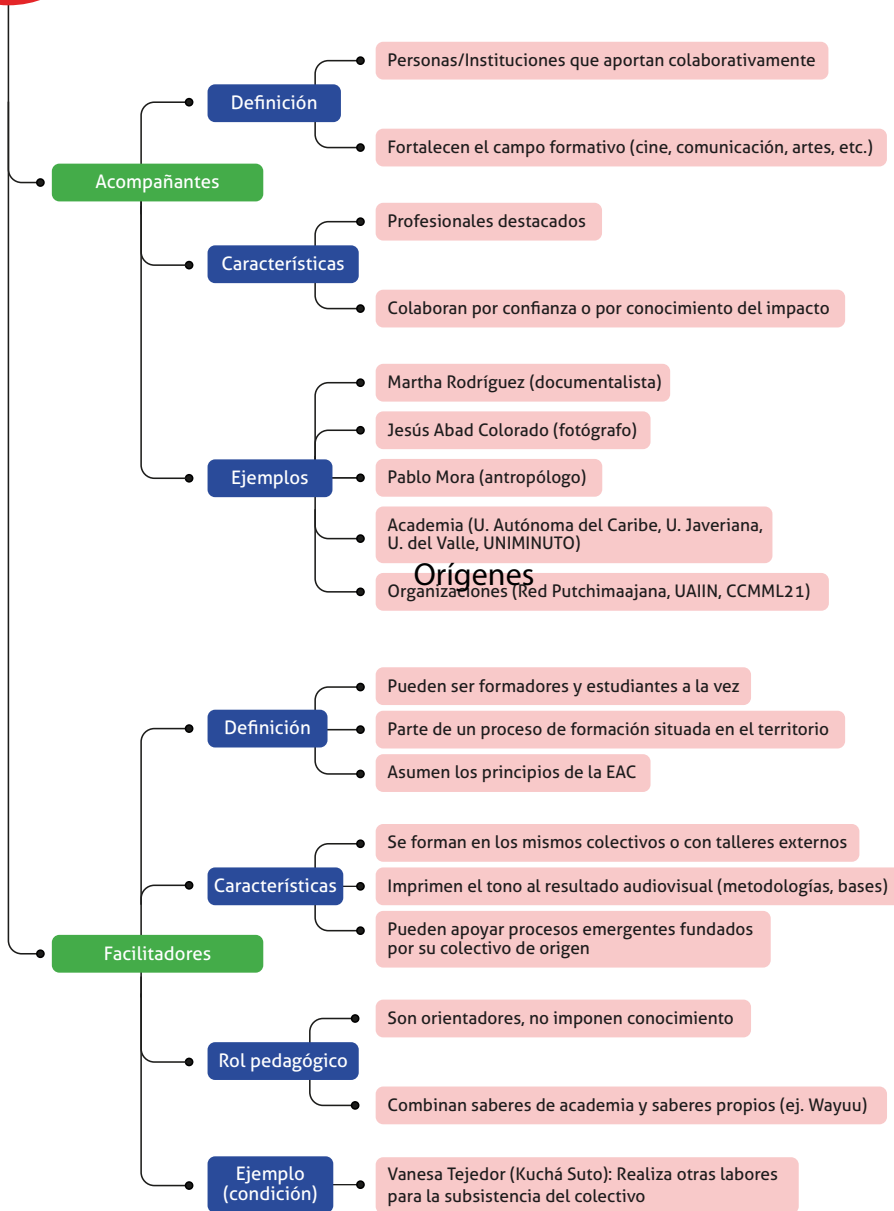 Acompañantes
Definición
Personas/Instituciones que aportan colaborativamente
Fortalecen el campo formativo (cine, comunicación, artes, etc.)
Características
Profesionales destacados
Colaboran por confianza o por conocimiento del impacto
Ejemplos
Martha Rodríguez (documentalista)
Jesús Abad Colorado (fotógrafo)
Pablo Mora (antropólogo)
Academia (U. Autónoma del Caribe, U. Javeriana,
U. del Valle, UNIMINUTO)
Orígenes
Organizaciones (Red Putchimaajana, UAIIN, CCMML21)
Facilitadores
Definición
Pueden ser formadores y estudiantes a la vez
Parte de un proceso de formación situada en el territorio
Asumen los principios de la EAC
Características
Se forman en los mismos colectivos o con talleres externos
Imprimen el tono al resultado audiovisual (metodologías, bases)
Pueden apoyar procesos emergentes fundados
por su colectivo de origen
Rol pedagógico
Son orientadores, no imponen conocimiento
Combinan saberes de academia y saberes propios (ej. Wayuu)
Ejemplo
(condición)
Vanesa Tejedor (Kuchá Suto): Realiza otras labores
para la subsistencia del colectivo